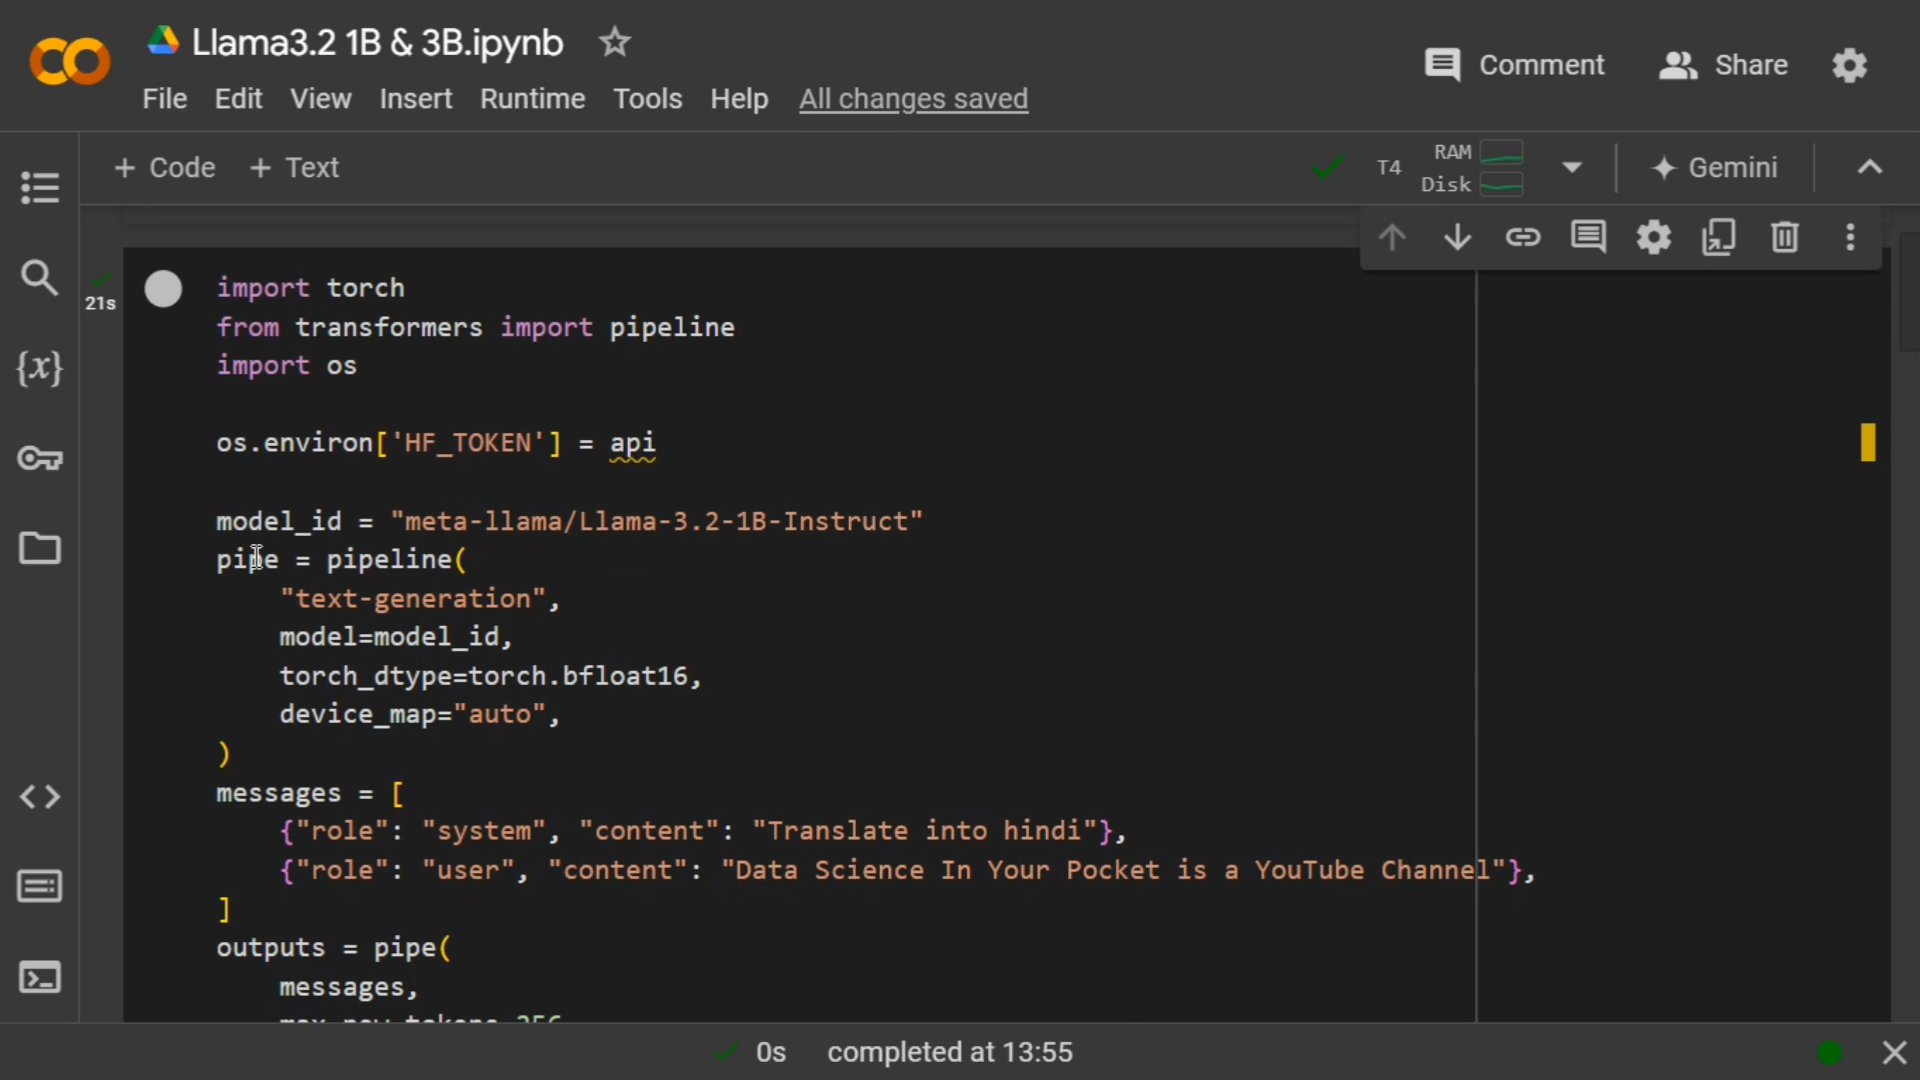 Llama3.2 1B & 3B.ipynb
Comment
Share
File Edit View Insert Runtime Tools Help All changes saved
+ Code + Text
T4
RAM
Disk
Gemini
{x}
21s
import torch
from transformers import pipeline
import os
os.environ['HF_TOKEN'] = api
model_id = "meta-llama/Llama-3.2-1B-Instruct"
pipe = pipeline(
"text-generation",
model=model_id,
torch_dtype=torch.bfloat16,
device_map="auto",
)
messages = [
{"role": "system", "content": "Translate into hindi"},
{"role": "user", "content": "Data Science In Your Pocket is a YouTube Channel"},
]
outputs = pipe(
messages,
0s completed at 13:55